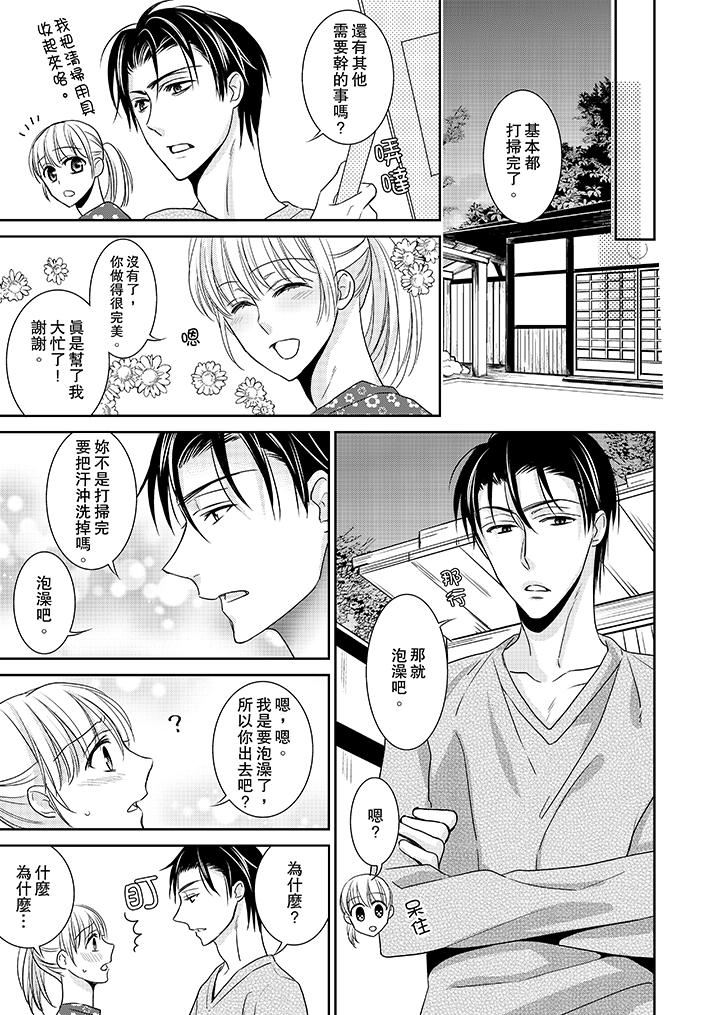 基本都
打掃完了。
還有其他
需要幹的事嗎？
我把清掃用具
收起來咯。
嗶噠
沒有了，
你做得很完美。
真是幫了我
大忙了！
謝謝。
嗯
那行
那就
泡澡吧。
嗯？
呆住
妳不是打掃完
要把汗沖洗掉嗎。
泡澡吧。
嗯，嗯。
我是要泡澡了，
所以你出去吧？
？
為什麼？
盯
什麼
為什麼…